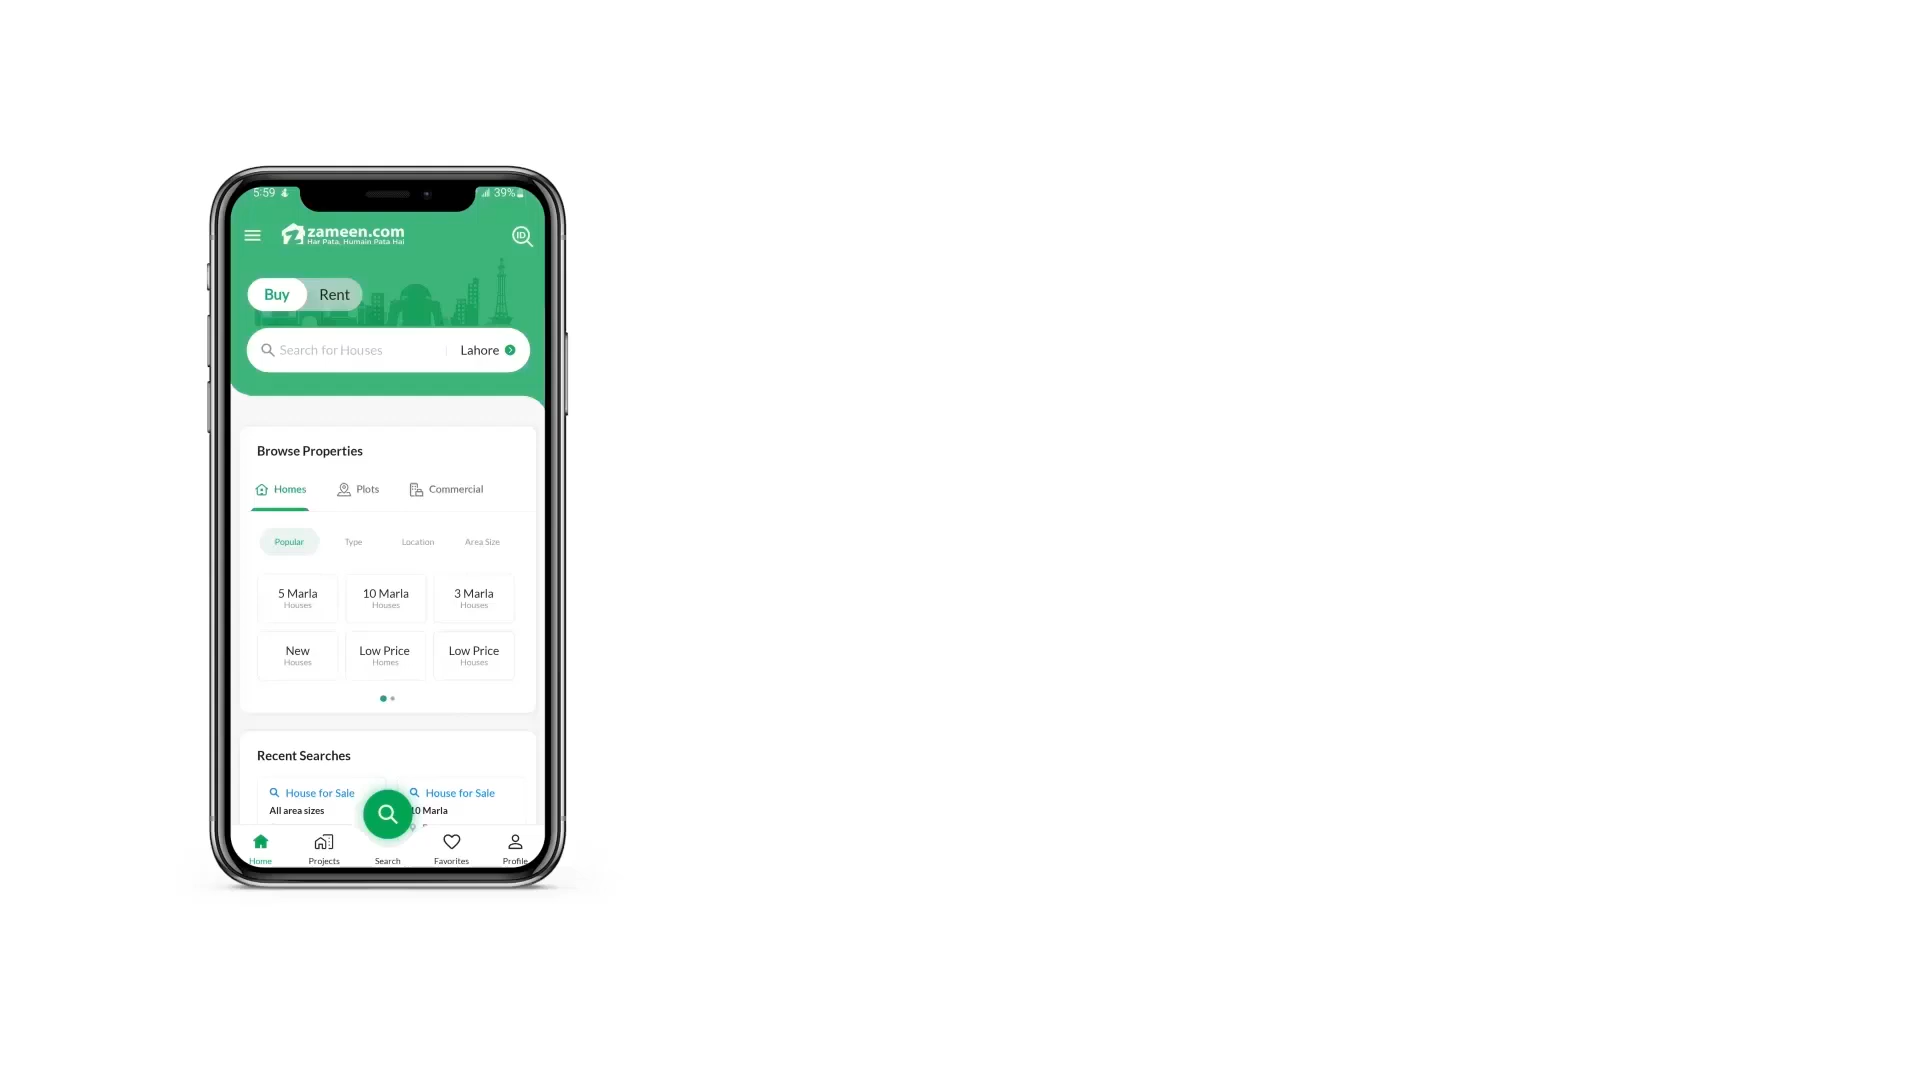 5:59 39%
zameen.com
Har Pata, Humain Pata Hai
ID
Buy Rent
Search for Houses Lahore
Browse Properties
Homes Plots Commercial
Popular Type Location Area Size
5 Marla 10 Marla 3 Marla
Houses Houses Houses
New Low Price Low Price
Houses Homes Houses
Recent Searches
House for Sale House for Sale
All area sizes 10 Marla
Home Projects Search Favorites Profile